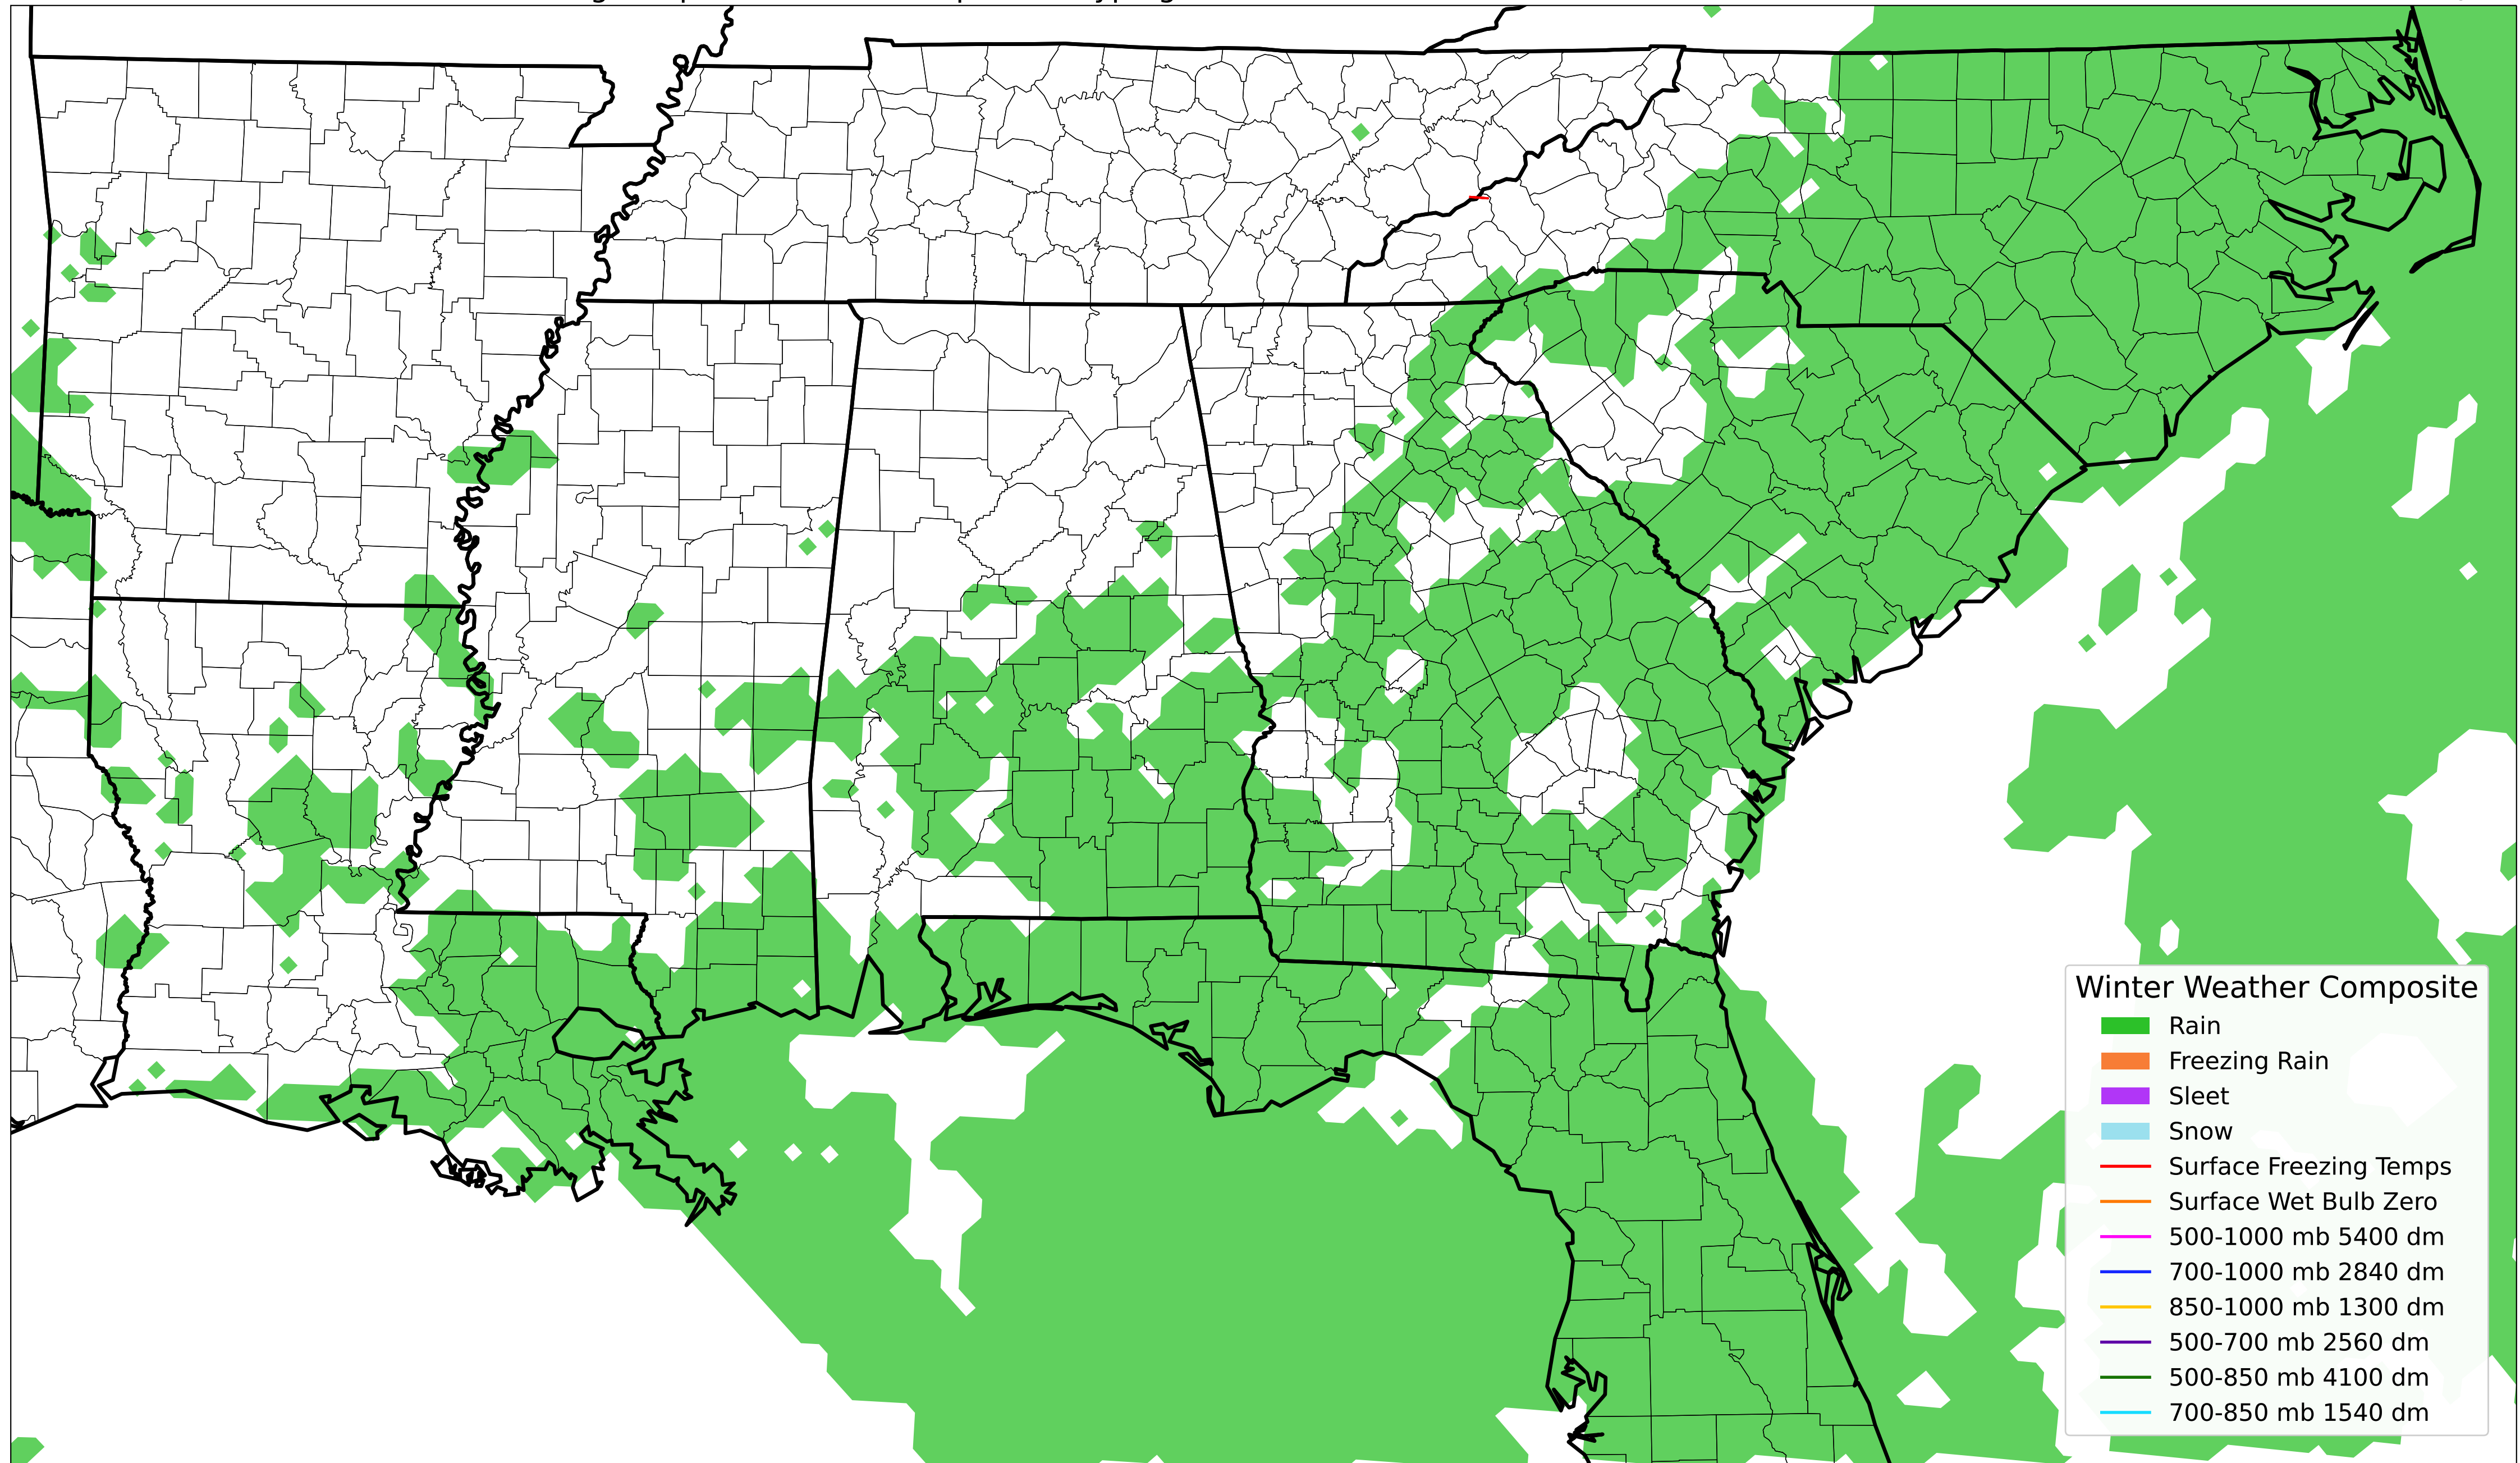 Winter Weather Composite
Rain
Freezing Rain
Sleet
Snow
Surface Freezing Temps
Surface Wet Bulb Zero
500-1000 mb 5400 dm
700-1000 mb 2840 dm
850-1000 mb 1300 dm
500-700 mb 2560 dm
500-850 mb 4100 dm
700-850 mb 1540 dm